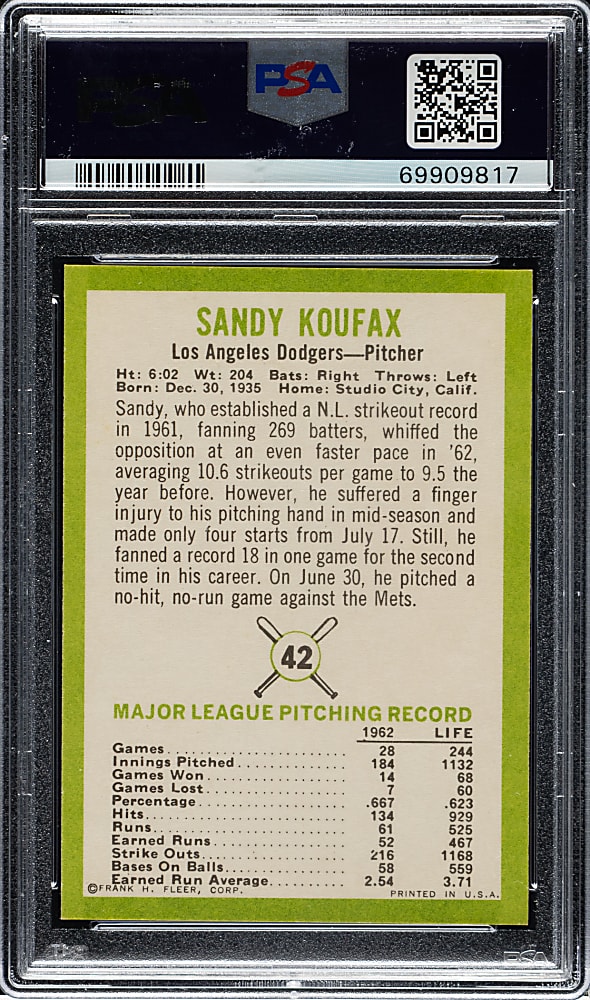 PSA
69909817
SANDY KOUFAX
Los Angeles Dodgers—Pitcher
Ht: 6:02 Wt: 204 Bats: Right Throws: Left
Born: Dec. 30, 1935 Home: Studio City, Calif.
Sandy, who established a N.L. strikeout record
in 1961, fanning 269 batters, whiffed the
opposition at an even faster pace in '62,
averaging 10.6 strikeouts per game to 9.5 the
year before. However, he suffered a finger
injury to his pitching hand in mid-season and
made only four starts from July 17. Still, he
fanned a record 18 in one game for the second
time in his career. On June 30, he pitched a
no-hit, no-run game against the Mets.
42
MAJOR LEAGUE PITCHING RECORD
1962 LIFE
Games 28 244
Innings Pitched 184 1132
Games Won 14 68
Games Lost 7 60
Percentage .667 .623
Hits 134 929
Runs 61 525
Earned Runs 52 467
Strike Outs 216 1168
Bases On Balls 58 559
Earned Run Average 2.54 3.71
©FRANK H. FLEER, CORP. PRINTED IN U.S.A.
PSA